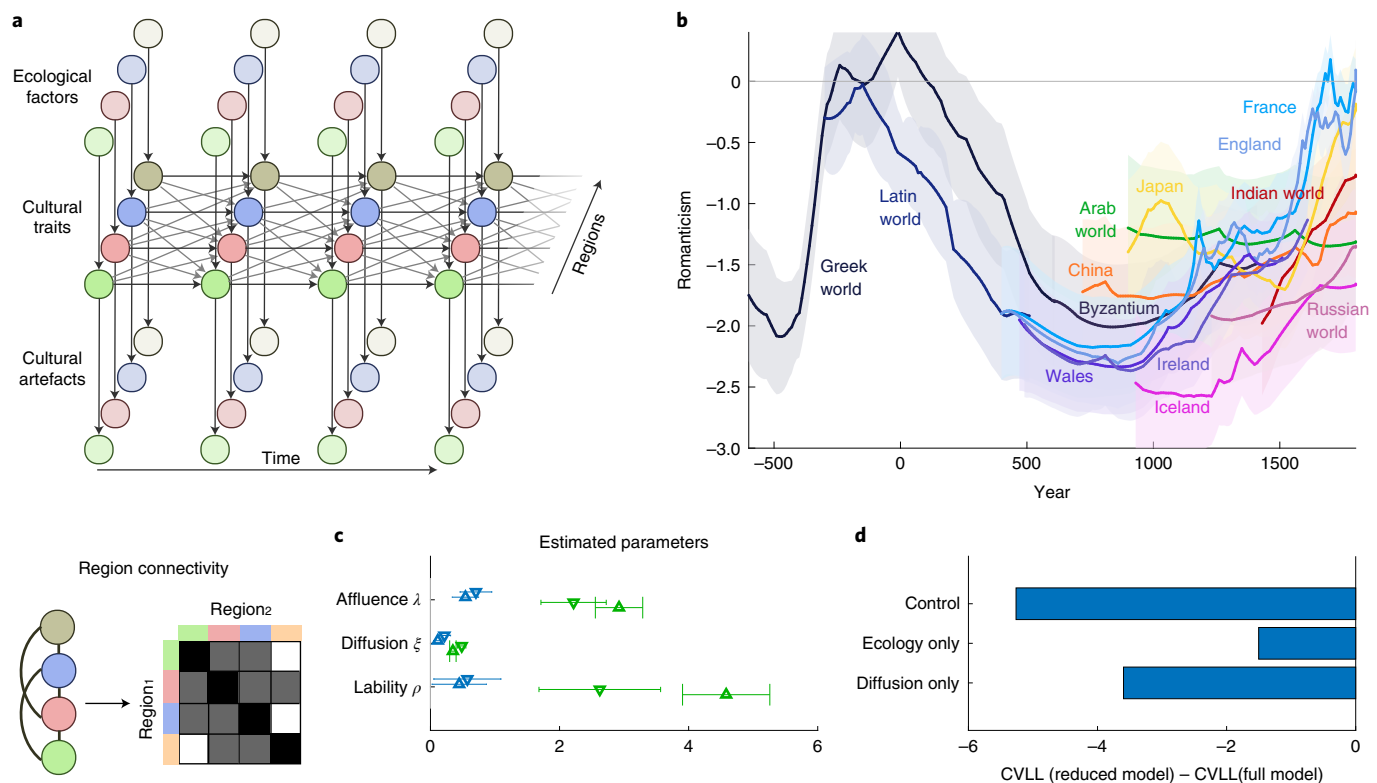 a
Ecological
factors
Cultural
traits
Cultural
artefacts
Regions
Time
Region connectivity
Region2
Region1
b
Romanticism
0
−0.5
−1.0
−1.5
−2.0
−2.5
−3.0
−500
0
500
1000
1500
Year
Greek
world
Latin
world
France
England
Japan
Indian world
Arab
world
China
Byzantium
Russian
world
Wales
Ireland
Iceland
c
Estimated parameters
Affluence λ
Diffusion ξ
Lability ρ
0
2
4
6
d
Control
Ecology only
Diffusion only
−6
−4
−2
0
CVLL (reduced model) – CVLL(full model)